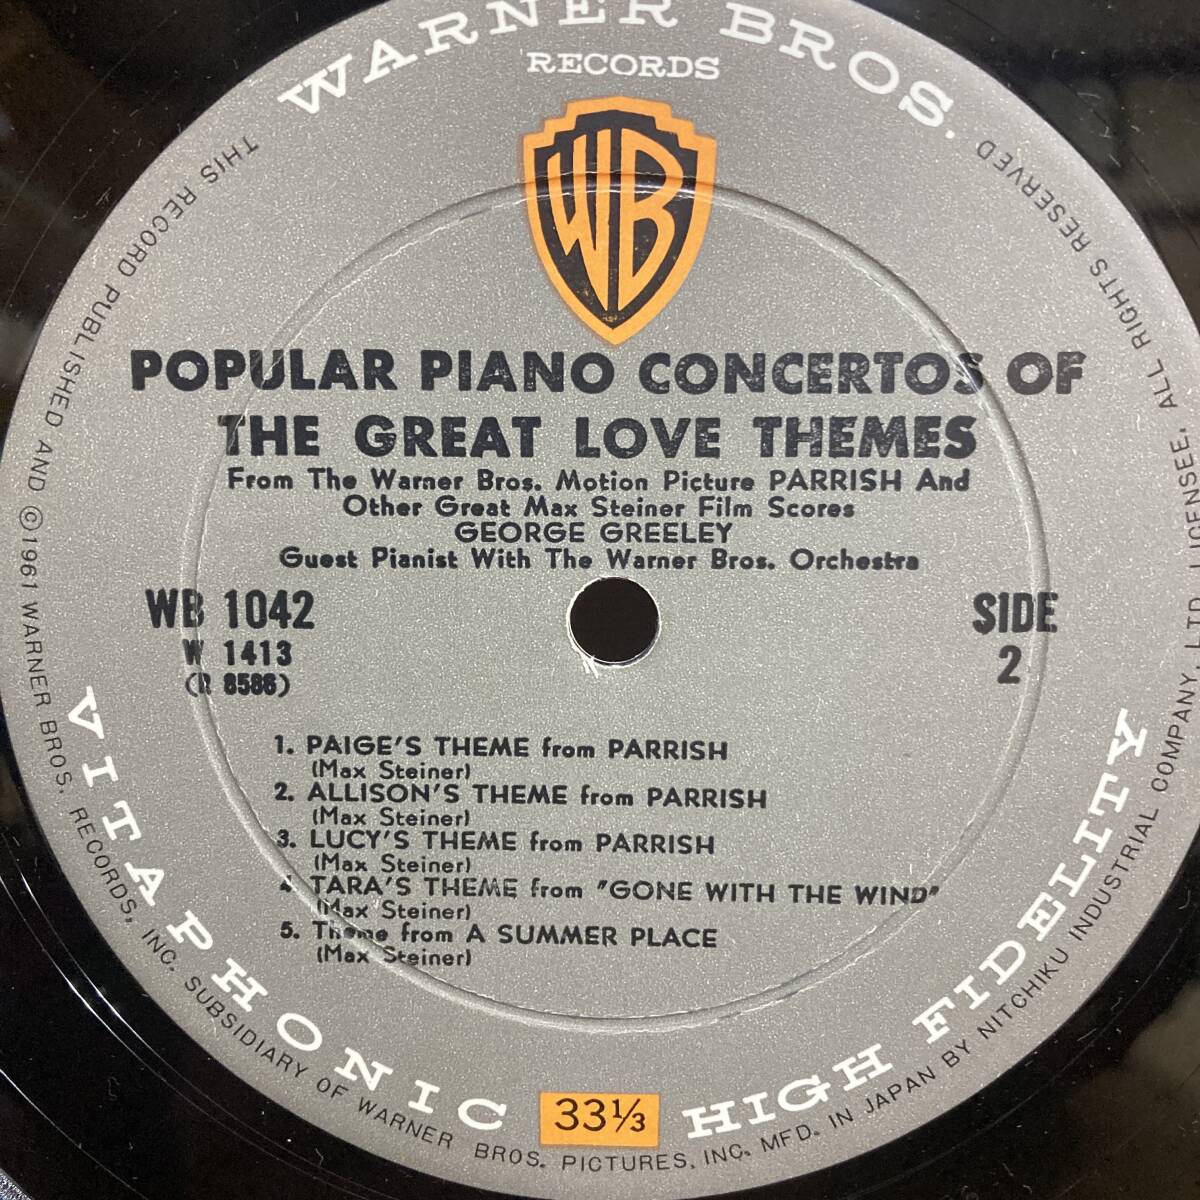 WARNER BROS.
RECORDS
WB
POPULAR PIANO CONCERTOS OF
THE GREAT LOVE THEMES
From The Warner Bros. Motion Picture PARRISH And
Other Great Max Steiner Film Scores
GEORGE GREELEY
Guest Pianist With The Warner Bros. Orchestra
WB 1042
W 1413
(R 8586)
SIDE
2
1. PAIGE'S THEME from PARRISH
(Max Steiner)
2. ALLISON'S THEME from PARRISH
(Max Steiner)
3. LUCY'S THEME from PARRISH
(Max Steiner)
4. TARA'S THEME from "GONE WITH THE WIND"
(Max Steiner)
5. Theme from A SUMMER PLACE
(Max Steiner)
VITAPHONIC
33⅓
HIGH FIDELITY
THIS RECORD PUBLISHED AND ©1961 WARNER BROS. RECORDS, INC. SUBSIDIARY OF WARNER BROS. PICTURES, INC. MFD. IN JAPAN BY NITCHIKU INDUSTRIAL COMPANY, LTD. LICENSEE. ALL RIGHTS RESERVED